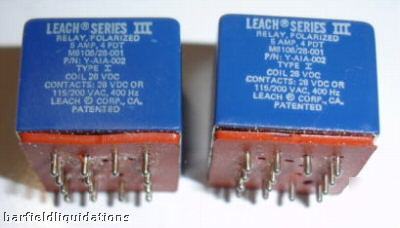 LEACH® SERIES III
RELAY, POLARIZED
5 AMP, 4 PDT
M8106/28-001
P/N: Y-A1A-002
TYPE I
COIL 28 VDC
CONTACTS: 28 VDC OR
115/200 VAC, 400 Hz
LEACH © CORP., CA.
PATENTED
LEACH® SERIES III
RELAY, POLARIZED
5 AMP, 4 PDT
M8106/28-001
P/N: Y-A1A-002
TYPE I
COIL 28 VDC
CONTACTS: 28 VDC OR
115/200 VAC, 400 Hz
LEACH © CORP., CA.
PATENTED
barfieldliquidations